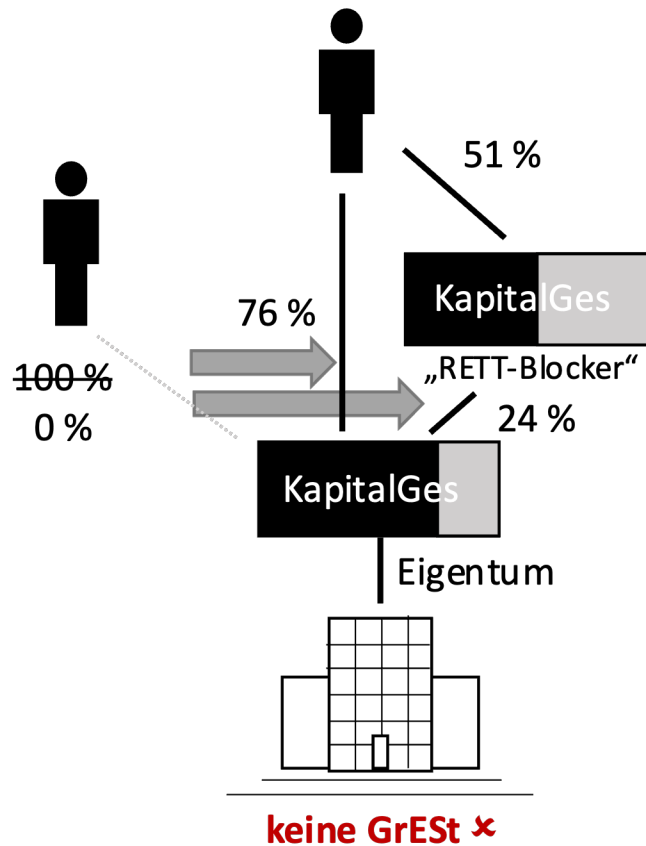 51 %
KapitalGes
„RETT-Blocker“
76 %
100 %
0 %
24 %
KapitalGes
Eigentum
keine GrESt ✘